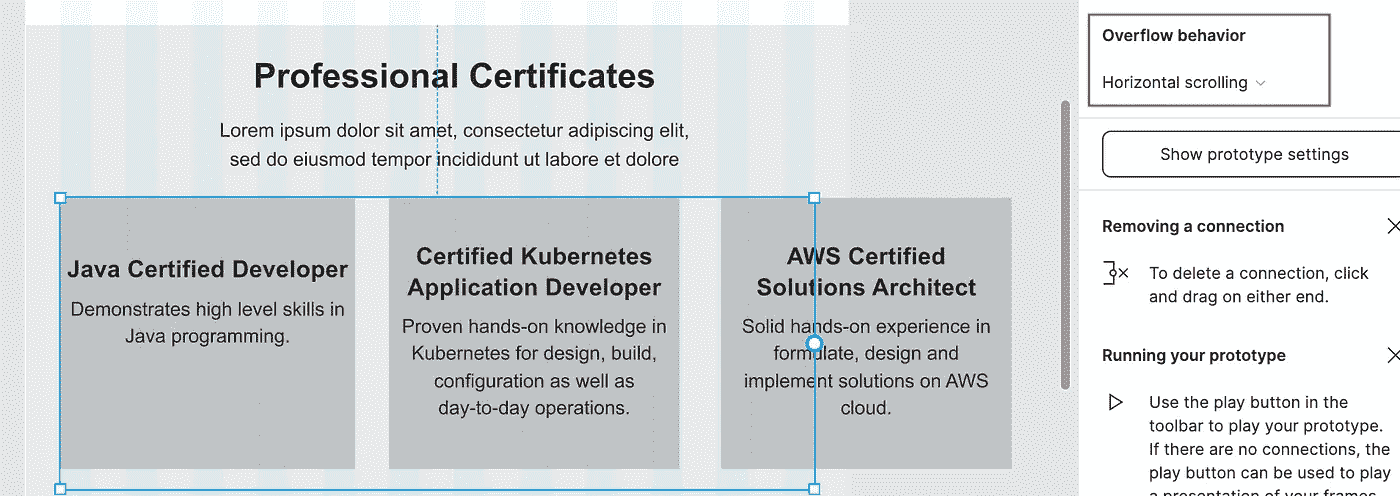 Professional Certificates
Lorem ipsum dolor sit amet, consectetur adipiscing elit,
sed do eiusmod tempor incididunt ut labore et dolore
Java Certified Developer
Demonstrates high level skills in
Java programming.
Certified Kubernetes
Application Developer
Proven hands-on knowledge in
Kubernetes for design, build,
configuration as well as
day-to-day operations.
AWS Certified
Solutions Architect
Solid hands-on experience in
formulate, design and
implement solutions on AWS
cloud.
Overflow behavior
Horizontal scrolling
Show prototype settings
Removing a connection
To delete a connection, click
and drag on either end.
Running your prototype
Use the play button in the
toolbar to play your prototype.
If there are no connections, the
play button can be used to play
a presentation of your frames